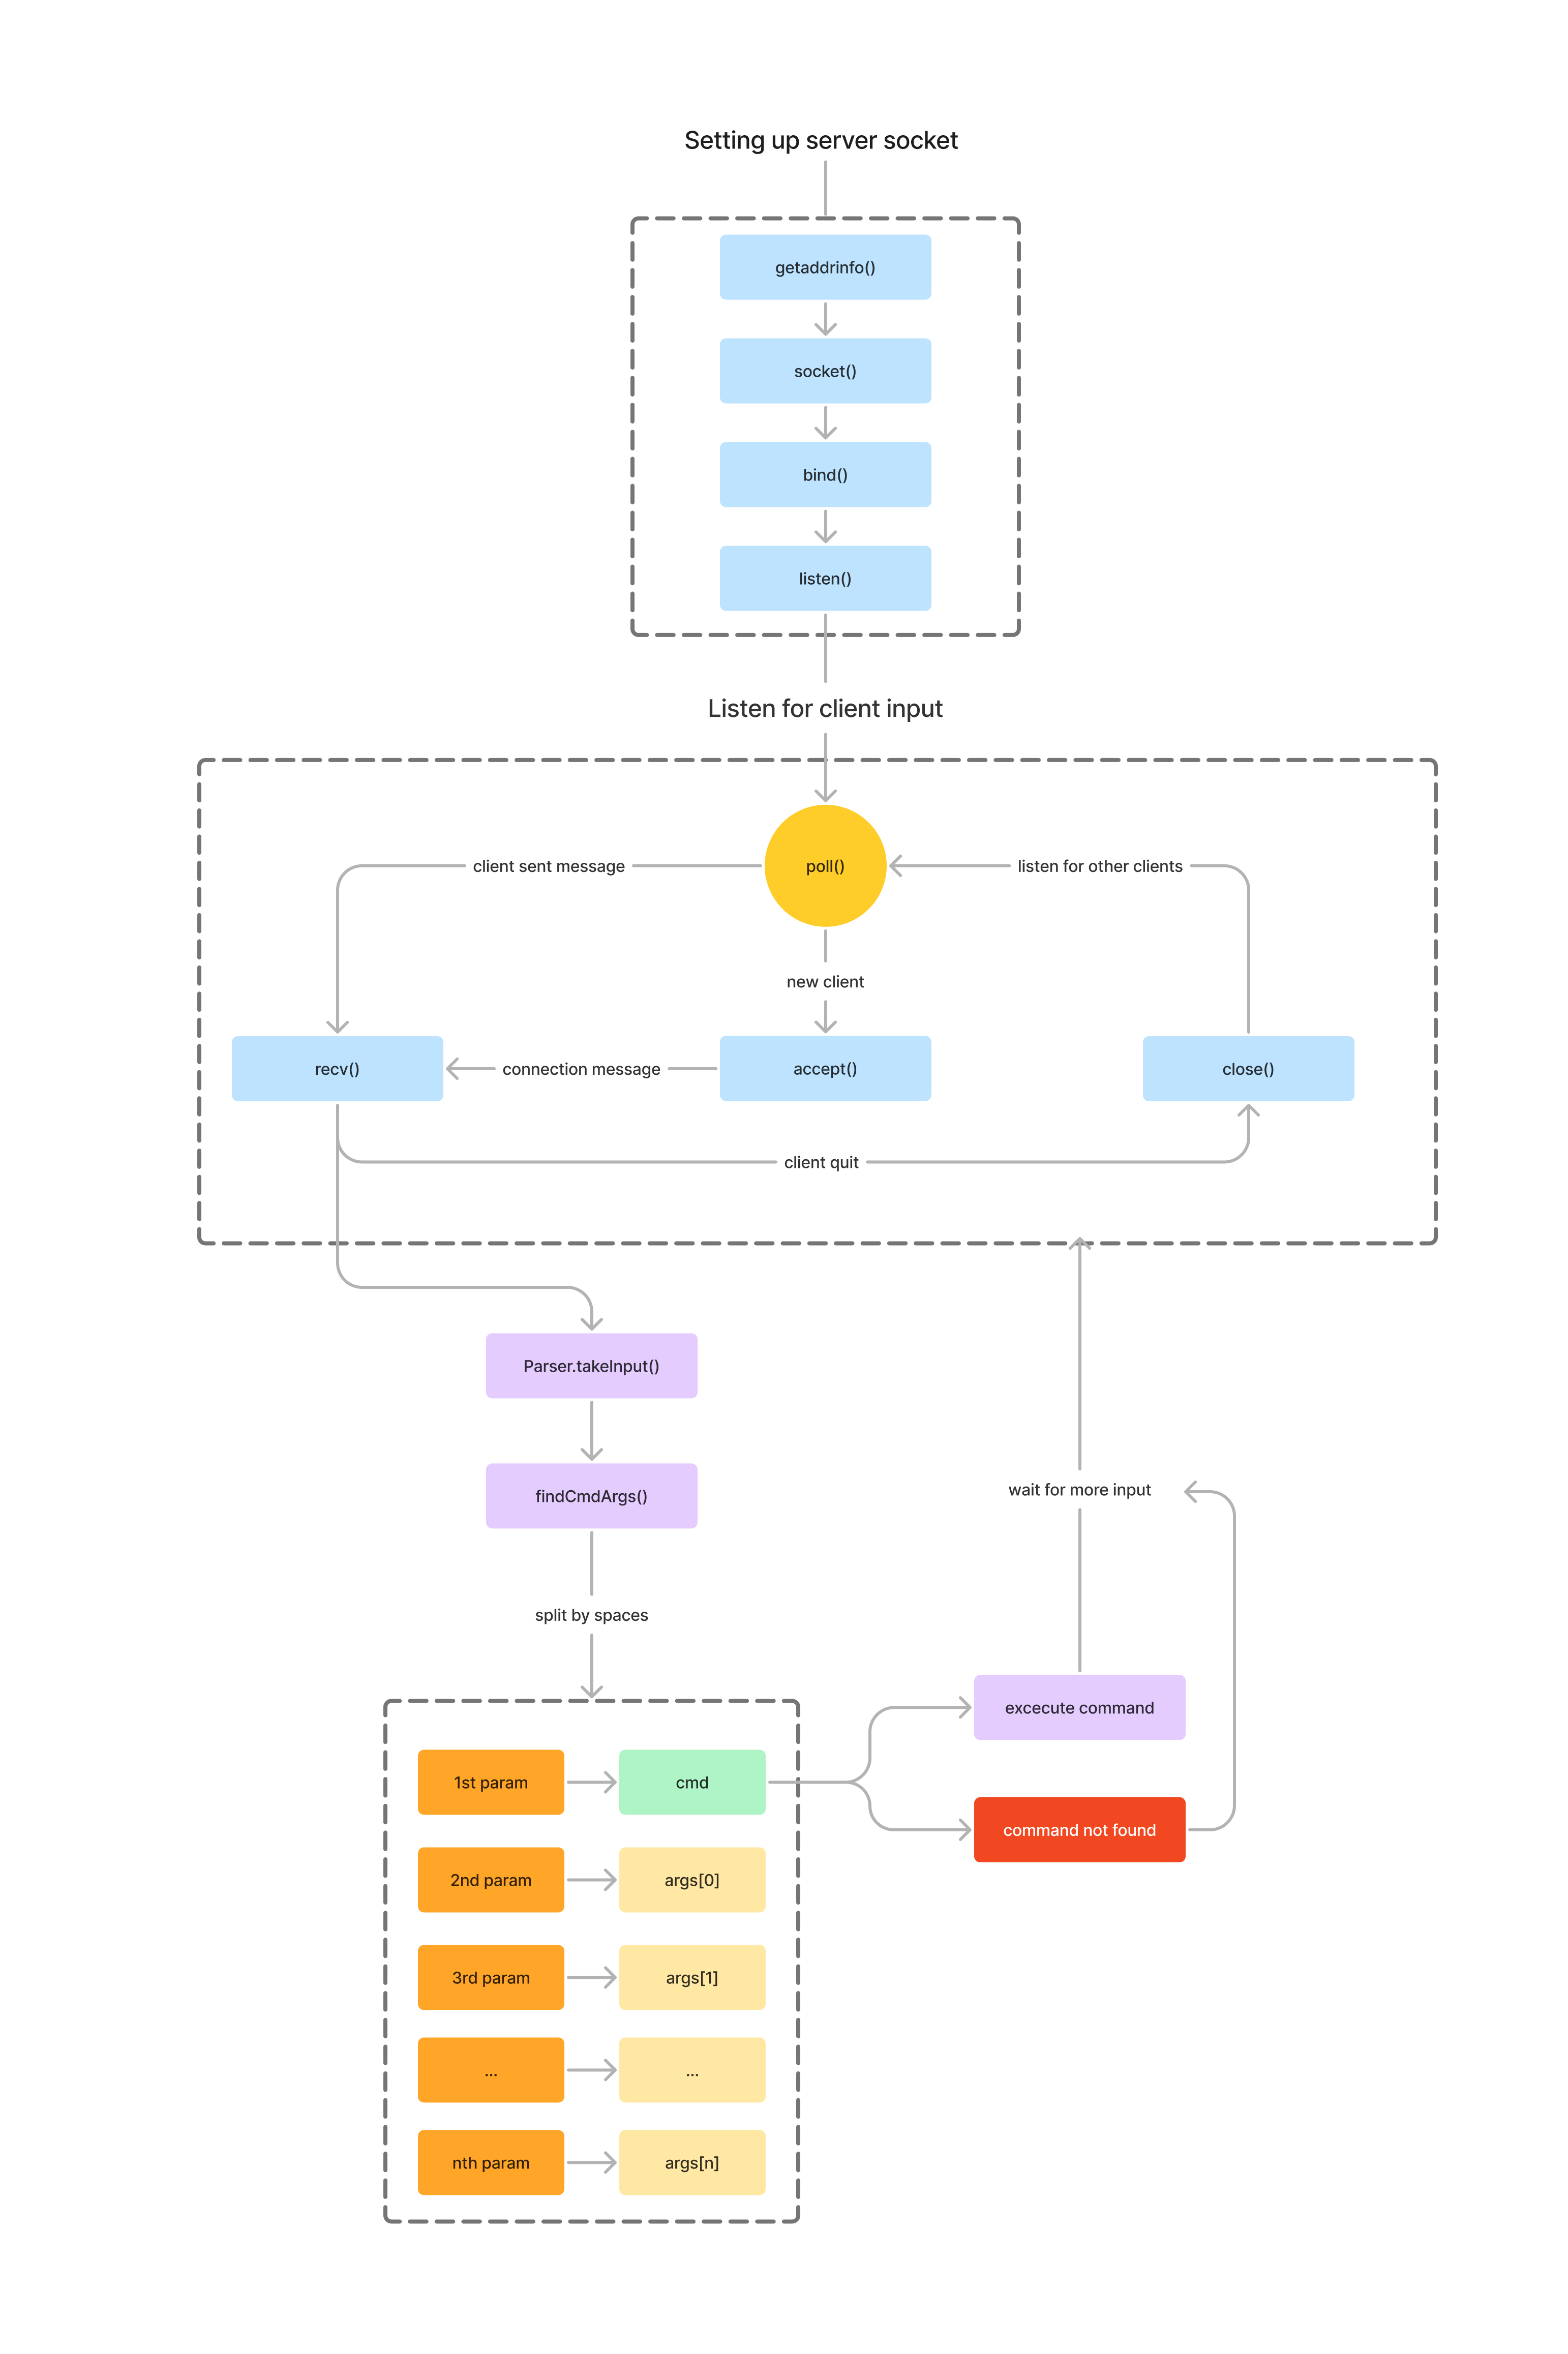 Setting up server socket
getaddrinfo()
socket()
bind()
listen()
Listen for client input
client sent message
poll()
listen for other clients
new client
recv()
connection message
accept()
close()
client quit
Parser.takeInput()
findCmdArgs()
wait for more input
split by spaces
excecute command
1st param
cmd
command not found
2nd param
args[0]
3rd param
args[1]
...
...
nth param
args[n]